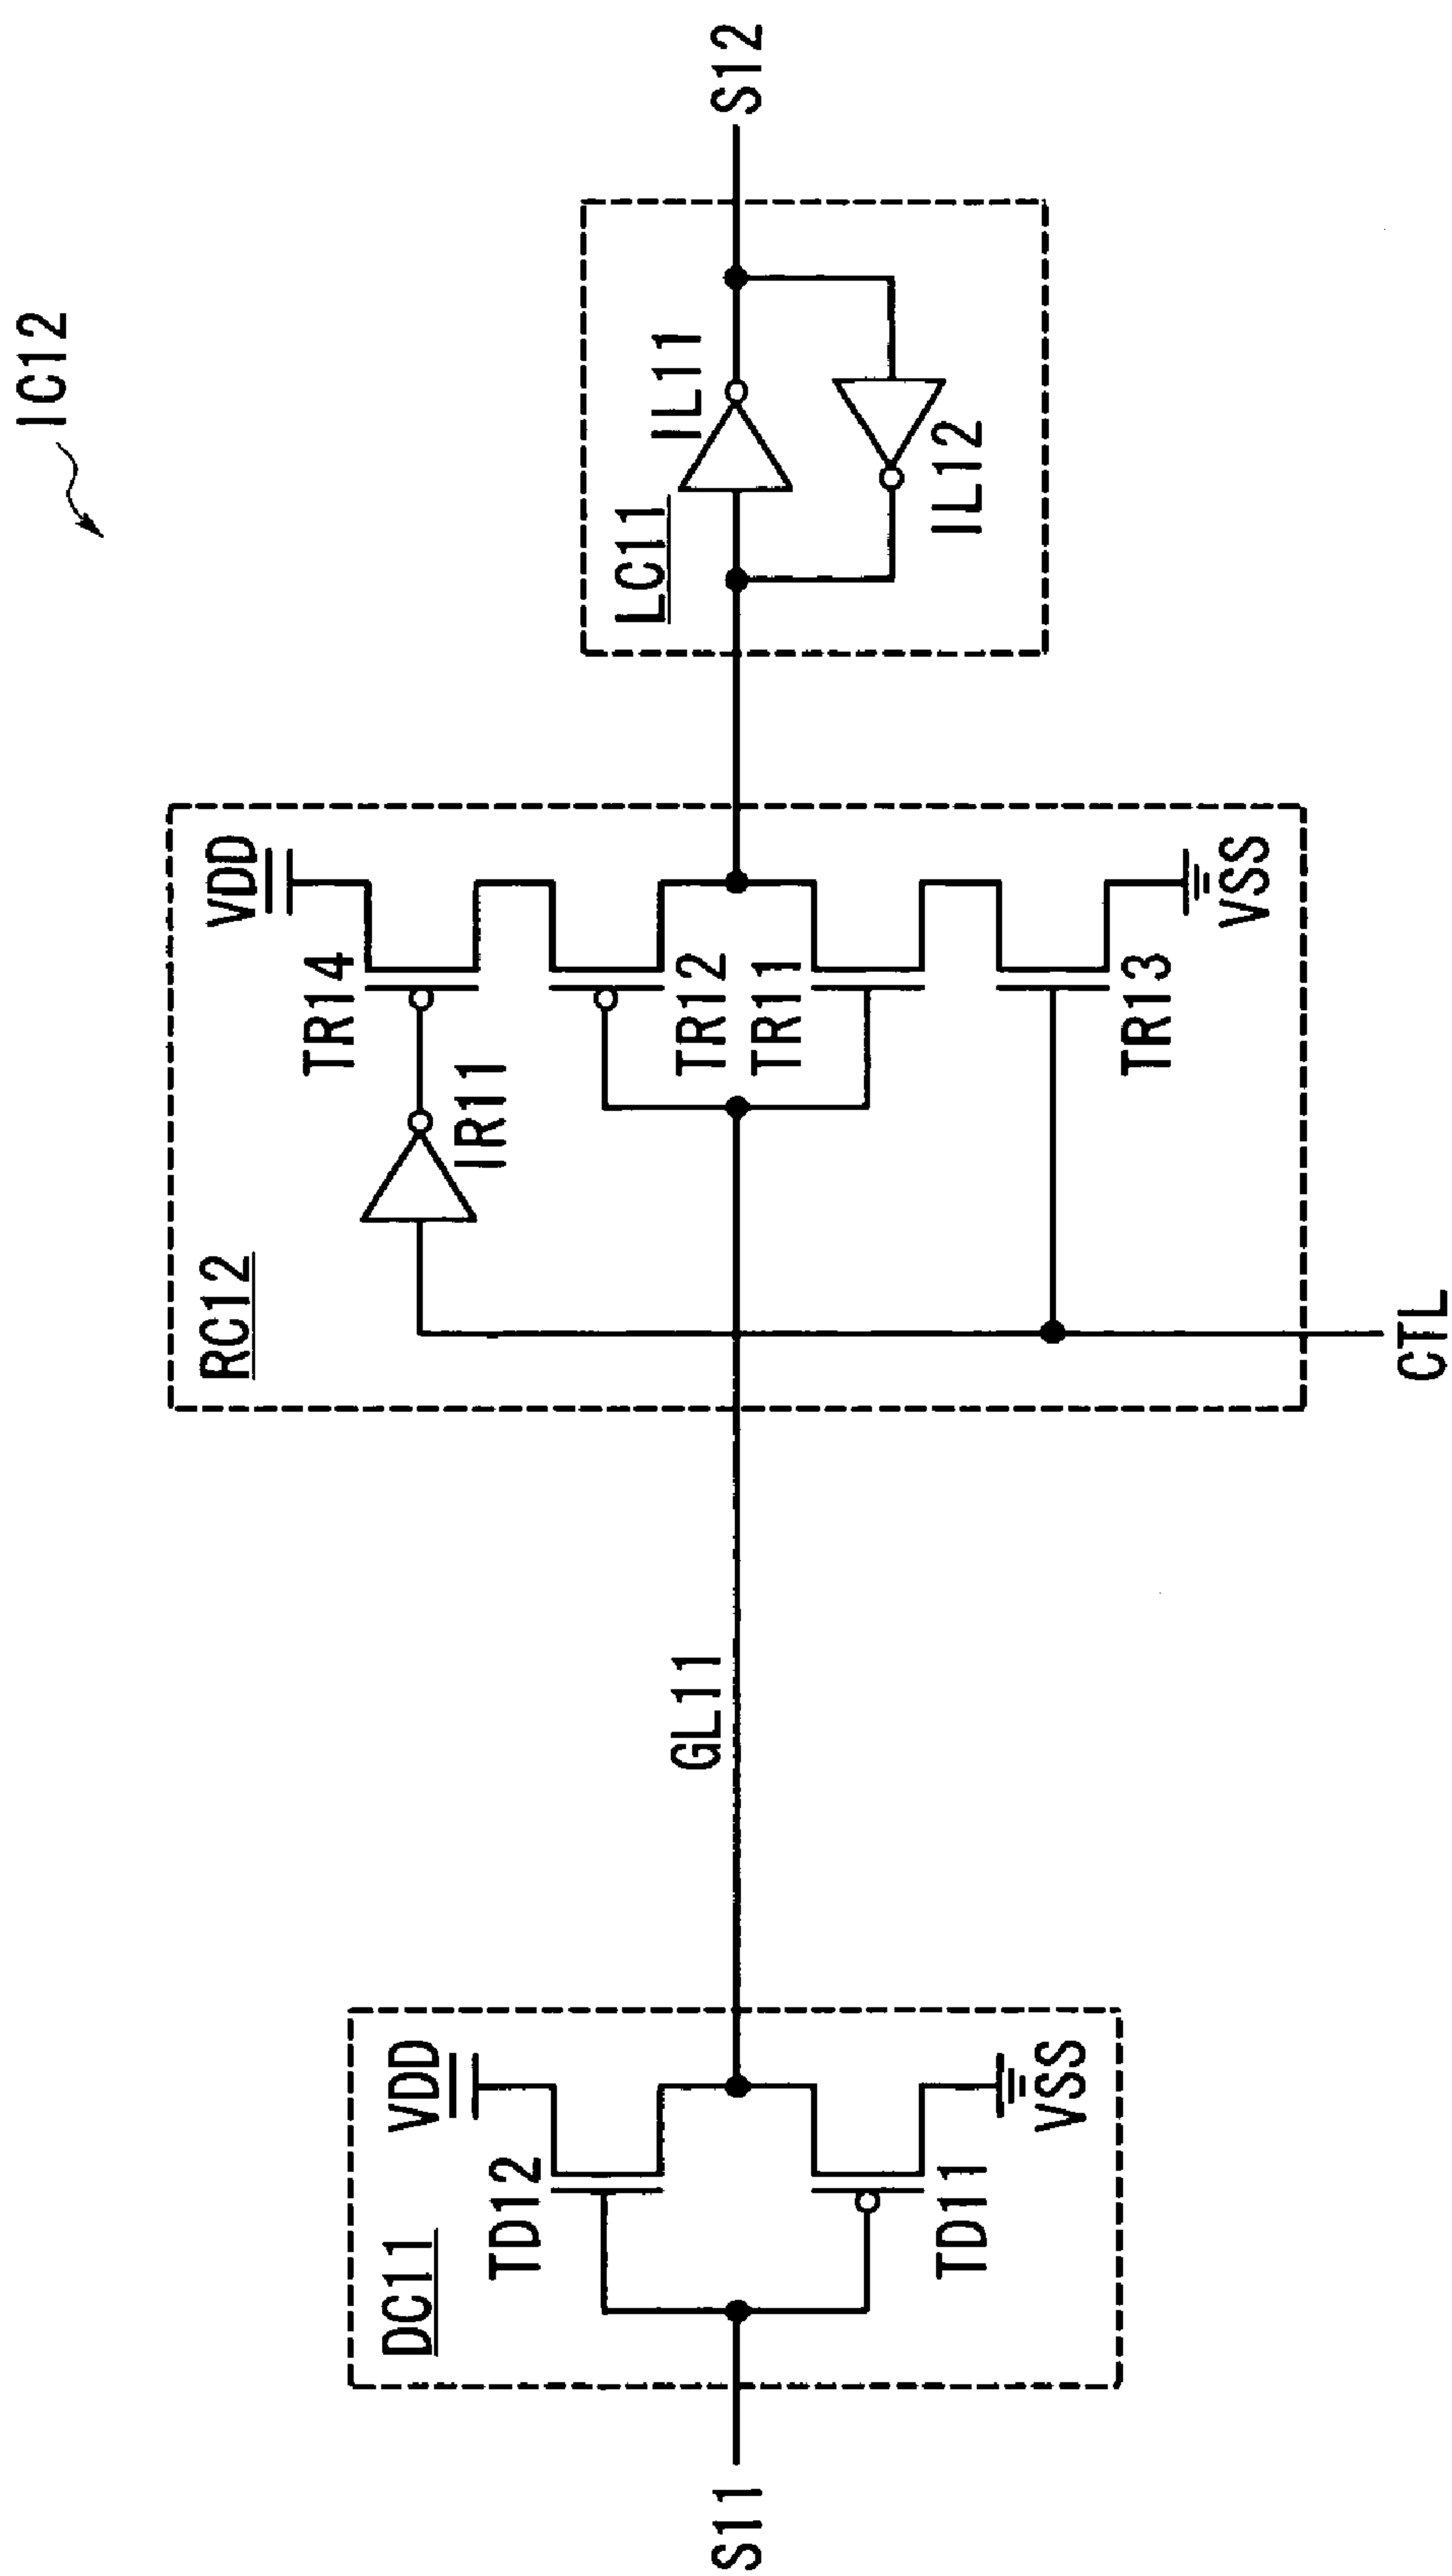 IC12
DC11
VDD
TD12
TD11
VSS
S11
GL11
RC12
VDD
TR14
IR11
TR12
TR11
TR13
VSS
CTL
LC11
IL11
IL12
S12